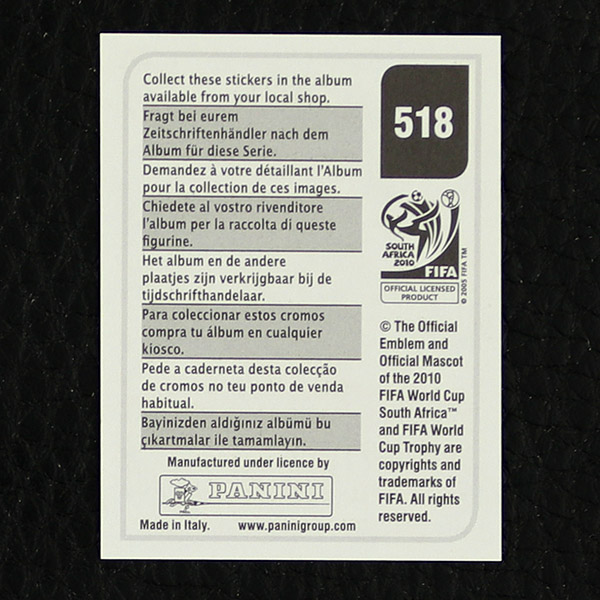 Collect these stickers in the album
available from your local shop.
Fragt bei eurem
Zeitschriftenhändler nach dem
Album für diese Serie.
Demandez à votre détaillant l'Album
pour la collection de ces images.
Chiedete al vostro rivenditore
l'album per la raccolta di queste
figurine.
Het album en de andere
plaatjes zijn verkrijgbaar bij de
tijdschrifthandelaar.
Para coleccionar estos cromos
compra tu álbum en cualquier
kiosco.
Pede a caderneta desta colecção
de cromos no teu ponto de venda
habitual.
Bayinizden aldığınız albümü bu
çıkartmalar ile tamamlayın.
Manufactured under licence by
PANINI
Made in Italy. www.paninigroup.com
518
SOUTH
AFRICA
2010
FIFA
OFFICIAL LICENSED
PRODUCT
© 2005 FIFA TM
© The Official
Emblem and
Official Mascot
of the 2010
FIFA World Cup
South Africa™
and FIFA World
Cup Trophy are
copyrights and
trademarks of
FIFA. All rights
reserved.